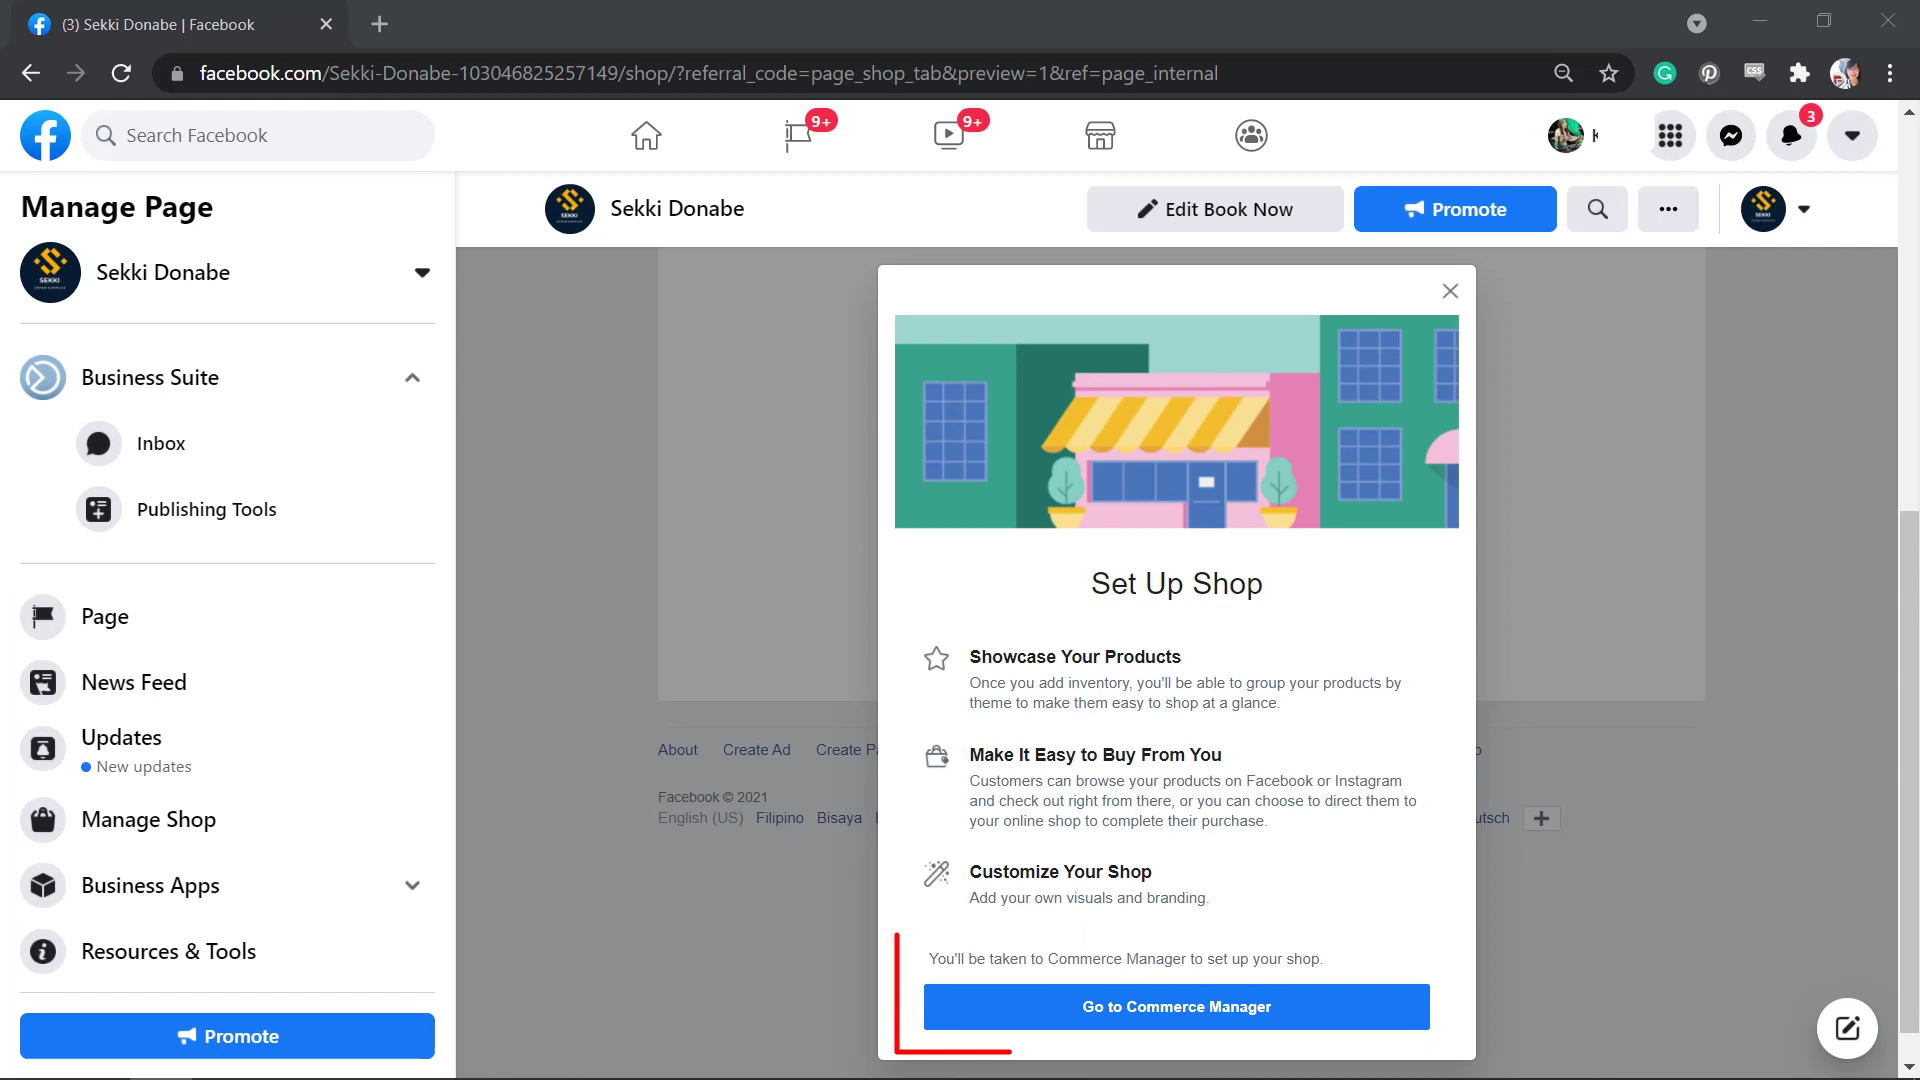 (3) Sekki Donabe | Facebook
facebook.com/Sekki-Donabe-103046825257149/shop/?referral_code=page_shop_tab&preview=1&ref=page_internal
CSS
Search Facebook
9+
9+
3
Manage Page
Sekki Donabe
Edit Book Now
Promote
SEKKI
Sekki Donabe
SEKKI
Business Suite
Inbox
Publishing Tools
Page
News Feed
Updates
New updates
Manage Shop
Business Apps
Resources & Tools
Promote
Set Up Shop
Showcase Your Products
Once you add inventory, you'll be able to group your products by
theme to make them easy to shop at a glance.
Make It Easy to Buy From You
Customers can browse your products on Facebook or Instagram
and check out right from there, or you can choose to direct them to
your online shop to complete their purchase.
Customize Your Shop
Add your own visuals and branding.
You'll be taken to Commerce Manager to set up your shop.
Go to Commerce Manager
About Create Ad Create
Facebook © 2021
English (US) Filipino Bisaya